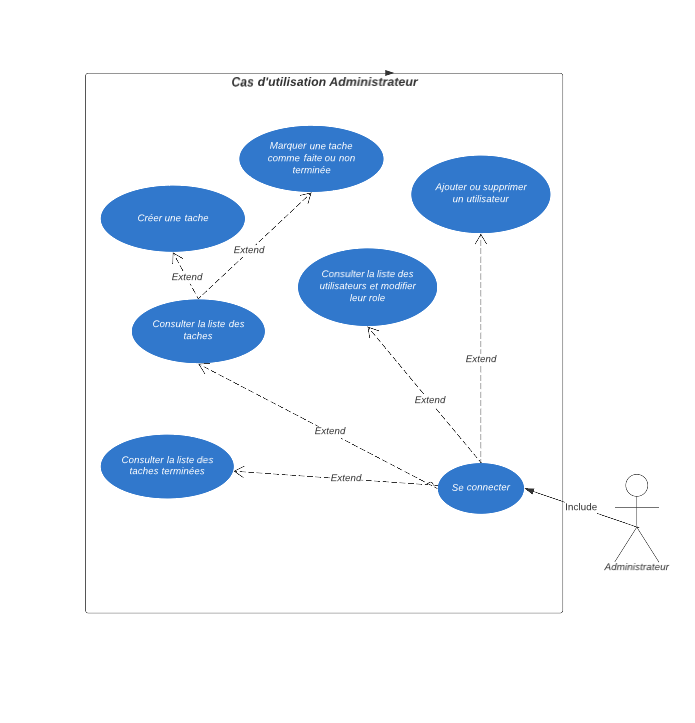 Cas d'utilisation Administrateur
Marquer une tache
comme faite ou non
terminée
Ajouter ou supprimer
un utilisateur
Créer une tache
Extend
Extend
Consulter la liste des
utilisateurs et modifier
leur role
Consulter la liste des
taches
Extend
Extend
Extend
Consulter la liste des
taches terminées
Extend
Se connecter
Include
Administrateur